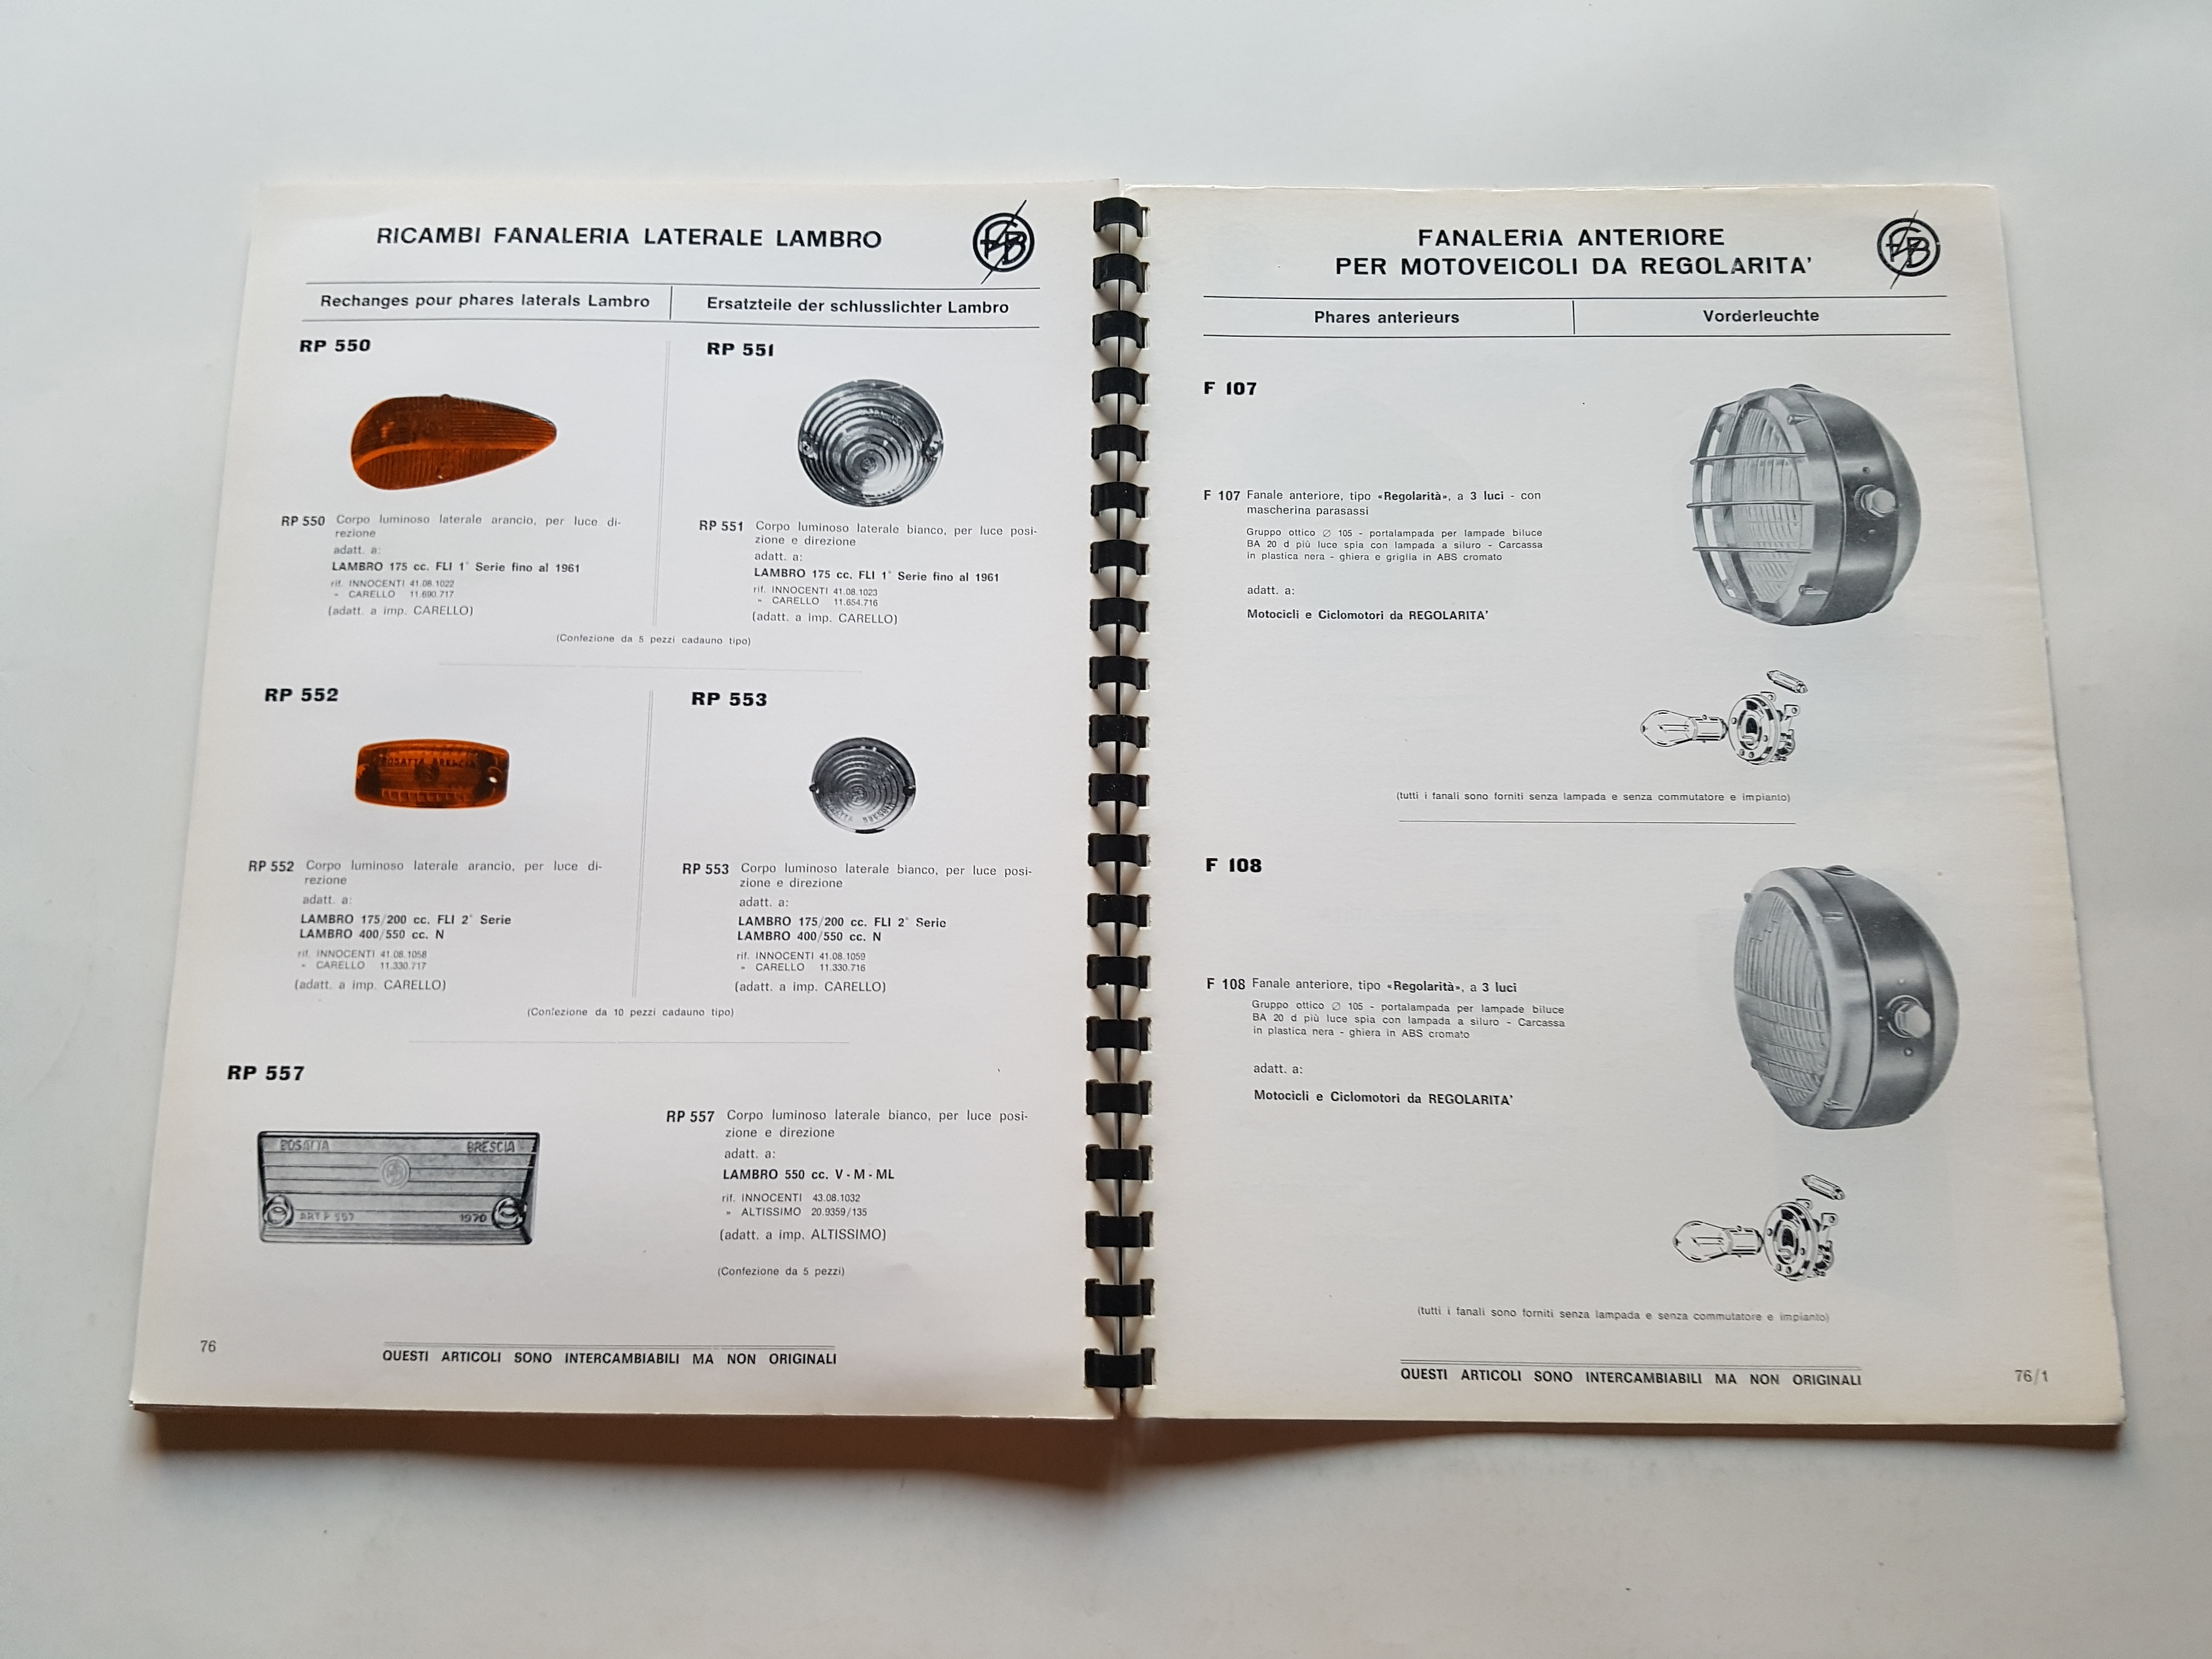 RICAMBI FANALERIA LATERALE LAMBRO
Rechanges pour phares laterals Lambro
Ersatzteile der schlusslichter Lambro
RP 550
RP 550 Corpo luminoso laterale arancio, per luce di-
rezione
adatt. a:
LAMBRO 175 cc. FLI 1° Serie fino al 1961
rif. INNOCENTI 41.08.1022
» CARELLO 11.690.717
(adatt. a imp. CARELLO)
RP 551
RP 551 Corpo luminoso laterale bianco, per luce posi-
zione e direzione
adatt. a:
LAMBRO 175 cc. FLI 1° Serie fino al 1961
rif. INNOCENTI 41.08.1023
» CARELLO 11.654.716
(adatt. a imp. CARELLO)
(Confezione da 5 pezzi cadauno tipo)
RP 552
ROSATTA BRESCIA
RP 552 Corpo luminoso laterale arancio, per luce di-
rezione
adatt. a:
LAMBRO 175/200 cc. FLI 2° Serie
LAMBRO 400/550 cc. N
rif. INNOCENTI 41.08.1058
» CARELLO 11.330.717
(adatt. a imp. CARELLO)
RP 553
BRESCIA
RP 553 Corpo luminoso laterale bianco, per luce posi-
zione e direzione
adatt. a:
LAMBRO 175/200 cc. FLI 2° Serie
LAMBRO 400/550 cc. N
rif. INNOCENTI 41.08.1059
» CARELLO 11.330.716
(adatt. a imp. CARELLO)
(Confezione da 10 pezzi cadauno tipo)
RP 557
ROSATTA BRESCIA
ART P 557 1970
RP 557 Corpo luminoso laterale bianco, per luce posi-
zione e direzione
adatt. a:
LAMBRO 550 cc. V - M - ML
rif. INNOCENTI 43.08.1032
» ALTISSIMO 20.9359/135
(adatt. a imp. ALTISSIMO)
(Confezione da 5 pezzi)
76
QUESTI ARTICOLI SONO INTERCAMBIABILI MA NON ORIGINALI
FANALERIA ANTERIORE
PER MOTOVEICOLI DA REGOLARITA'
Phares anterieurs
Vorderleuchte
F 107
F 107 Fanale anteriore, tipo «Regolarità», a 3 luci - con
mascherina parasassi
Gruppo ottico ∅ 105 - portalampada per lampade biluce
BA 20 d più luce spia con lampada a siluro - Carcassa
in plastica nera - ghiera e griglia in ABS cromato
adatt. a:
Motocicli e Ciclomotori da REGOLARITA'
(tutti i fanali sono forniti senza lampada e senza commutatore e impianto)
F 108
F 108 Fanale anteriore, tipo «Regolarità», a 3 luci
Gruppo ottico ∅ 105 - portalampada per lampade biluce
BA 20 d più luce spia con lampada a siluro - Carcassa
in plastica nera - ghiera in ABS cromato
adatt. a:
Motocicli e Ciclomotori da REGOLARITA'
(tutti i fanali sono forniti senza lampada e senza commutatore e impianto)
QUESTI ARTICOLI SONO INTERCAMBIABILI MA NON ORIGINALI
76/1